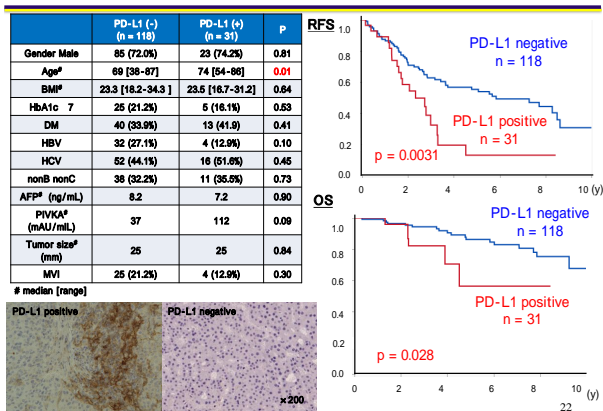 PD-L1 (-)
(n = 118)
PD-L1 (+)
(n = 31)
P
Gender Male 85 (72.0%) 23 (74.2%) 0.81
Age# 69 [38-87] 74 [54-86] 0.01
BMI# 23.3 [18.2-34.3 ] 23.5 [16.7-31.2] 0.64
HbA1c 7 25 (21.2%) 5 (16.1%) 0.53
DM 40 (33.9%) 13 (41.9) 0.41
HBV 32 (27.1%) 4 (12.9%) 0.10
HCV 52 (44.1%) 16 (51.6%) 0.45
nonB nonC 38 (32.2%) 11 (35.5%) 0.73
AFP# (ng/mL) 8.2 7.2 0.90
PIVKA#
(mAU/mL) 37 112 0.09
Tumor size#
(mm) 25 25 0.84
MVI 25 (21.2%) 4 (12.9%) 0.30
# median [range]
PD-L1 positive
PD-L1 negative
×200
RFS
1.0
0.8
0.6
0.4
0.2
0.0
PD-L1 negative
n = 118
PD-L1 positive
n = 31
p = 0.0031
0 2 4 6 8 10 (y)
OS
1.0
0.8
0.6
0.4
0.2
0.0
PD-L1 negative
n = 118
PD-L1 positive
n = 31
p = 0.028
0 2 4 6 8 10 (y)
22